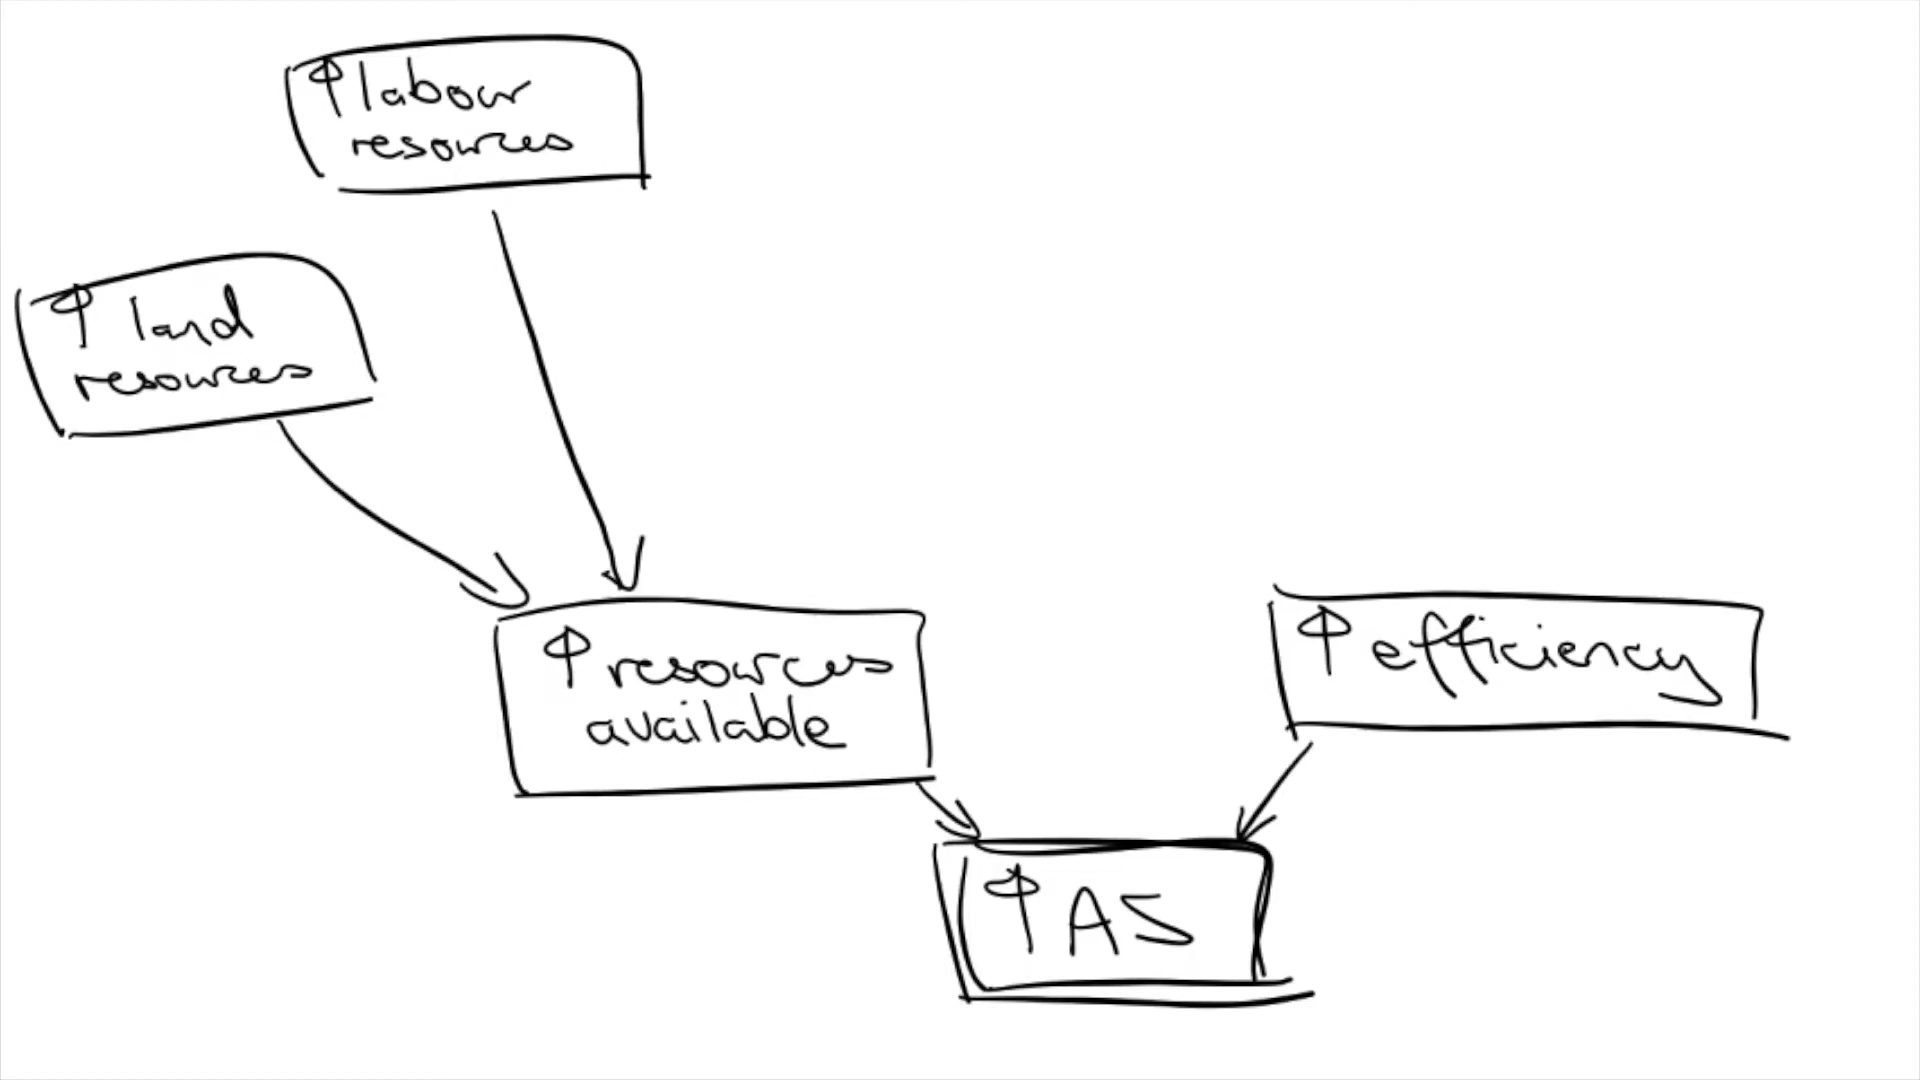 ↑ labour
resources
↑ land
resources
↑ resources
available
↑ efficiency
↑ AS